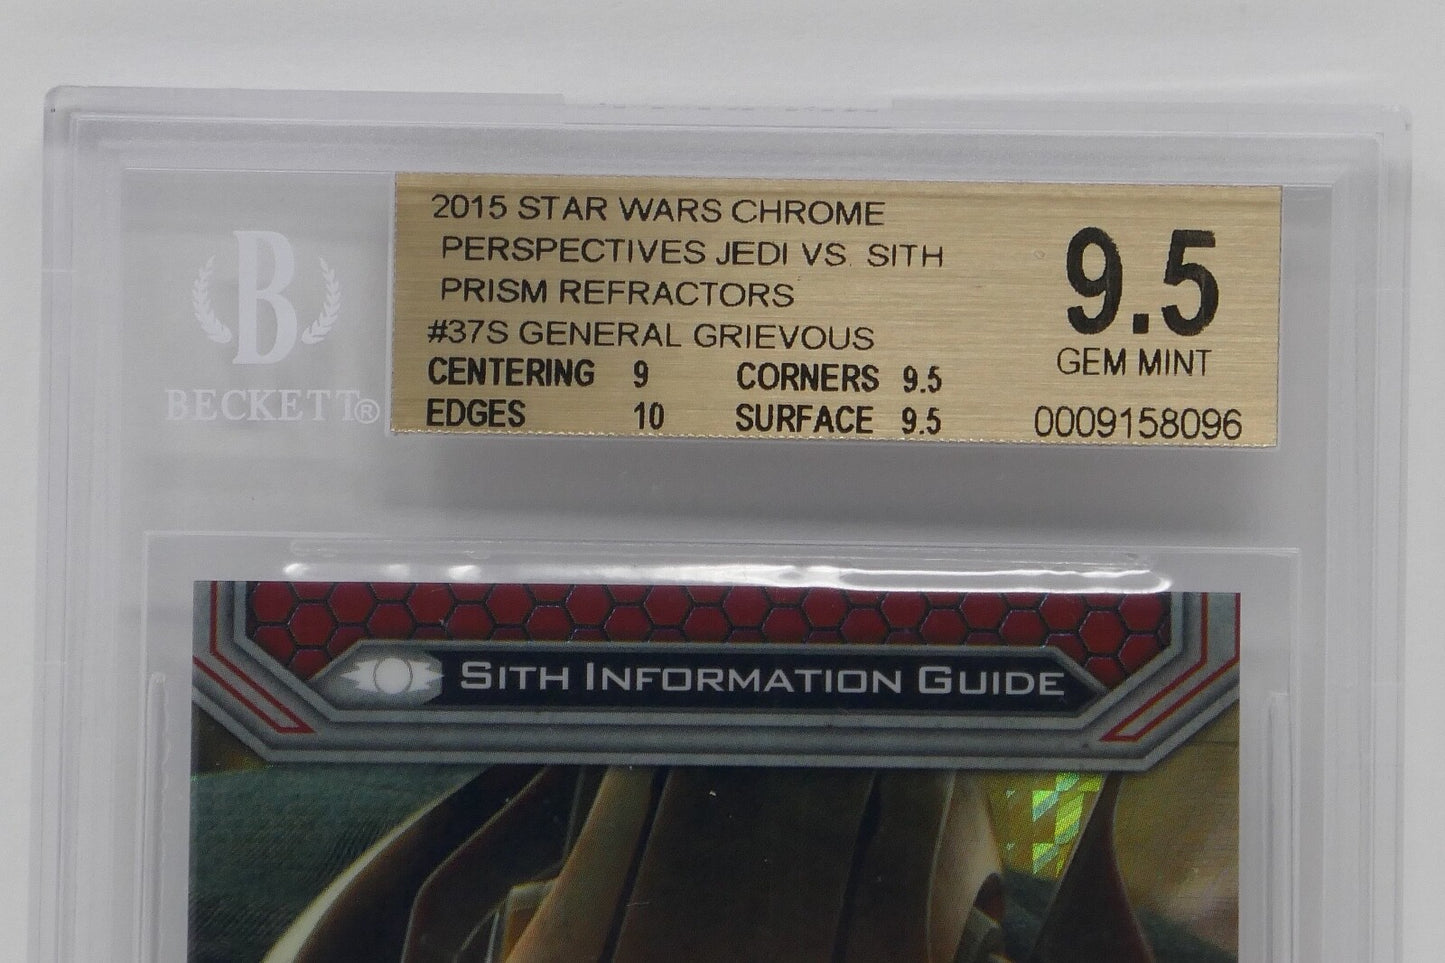 B
BECKETT®
2015 STAR WARS CHROME
PERSPECTIVES JEDI VS. SITH
PRISM REFRACTORS
#37S GENERAL GRIEVOUS
CENTERING 9 CORNERS 9.5
EDGES 10 SURFACE 9.5
9.5
GEM MINT
0009158096
SITH INFORMATION GUIDE